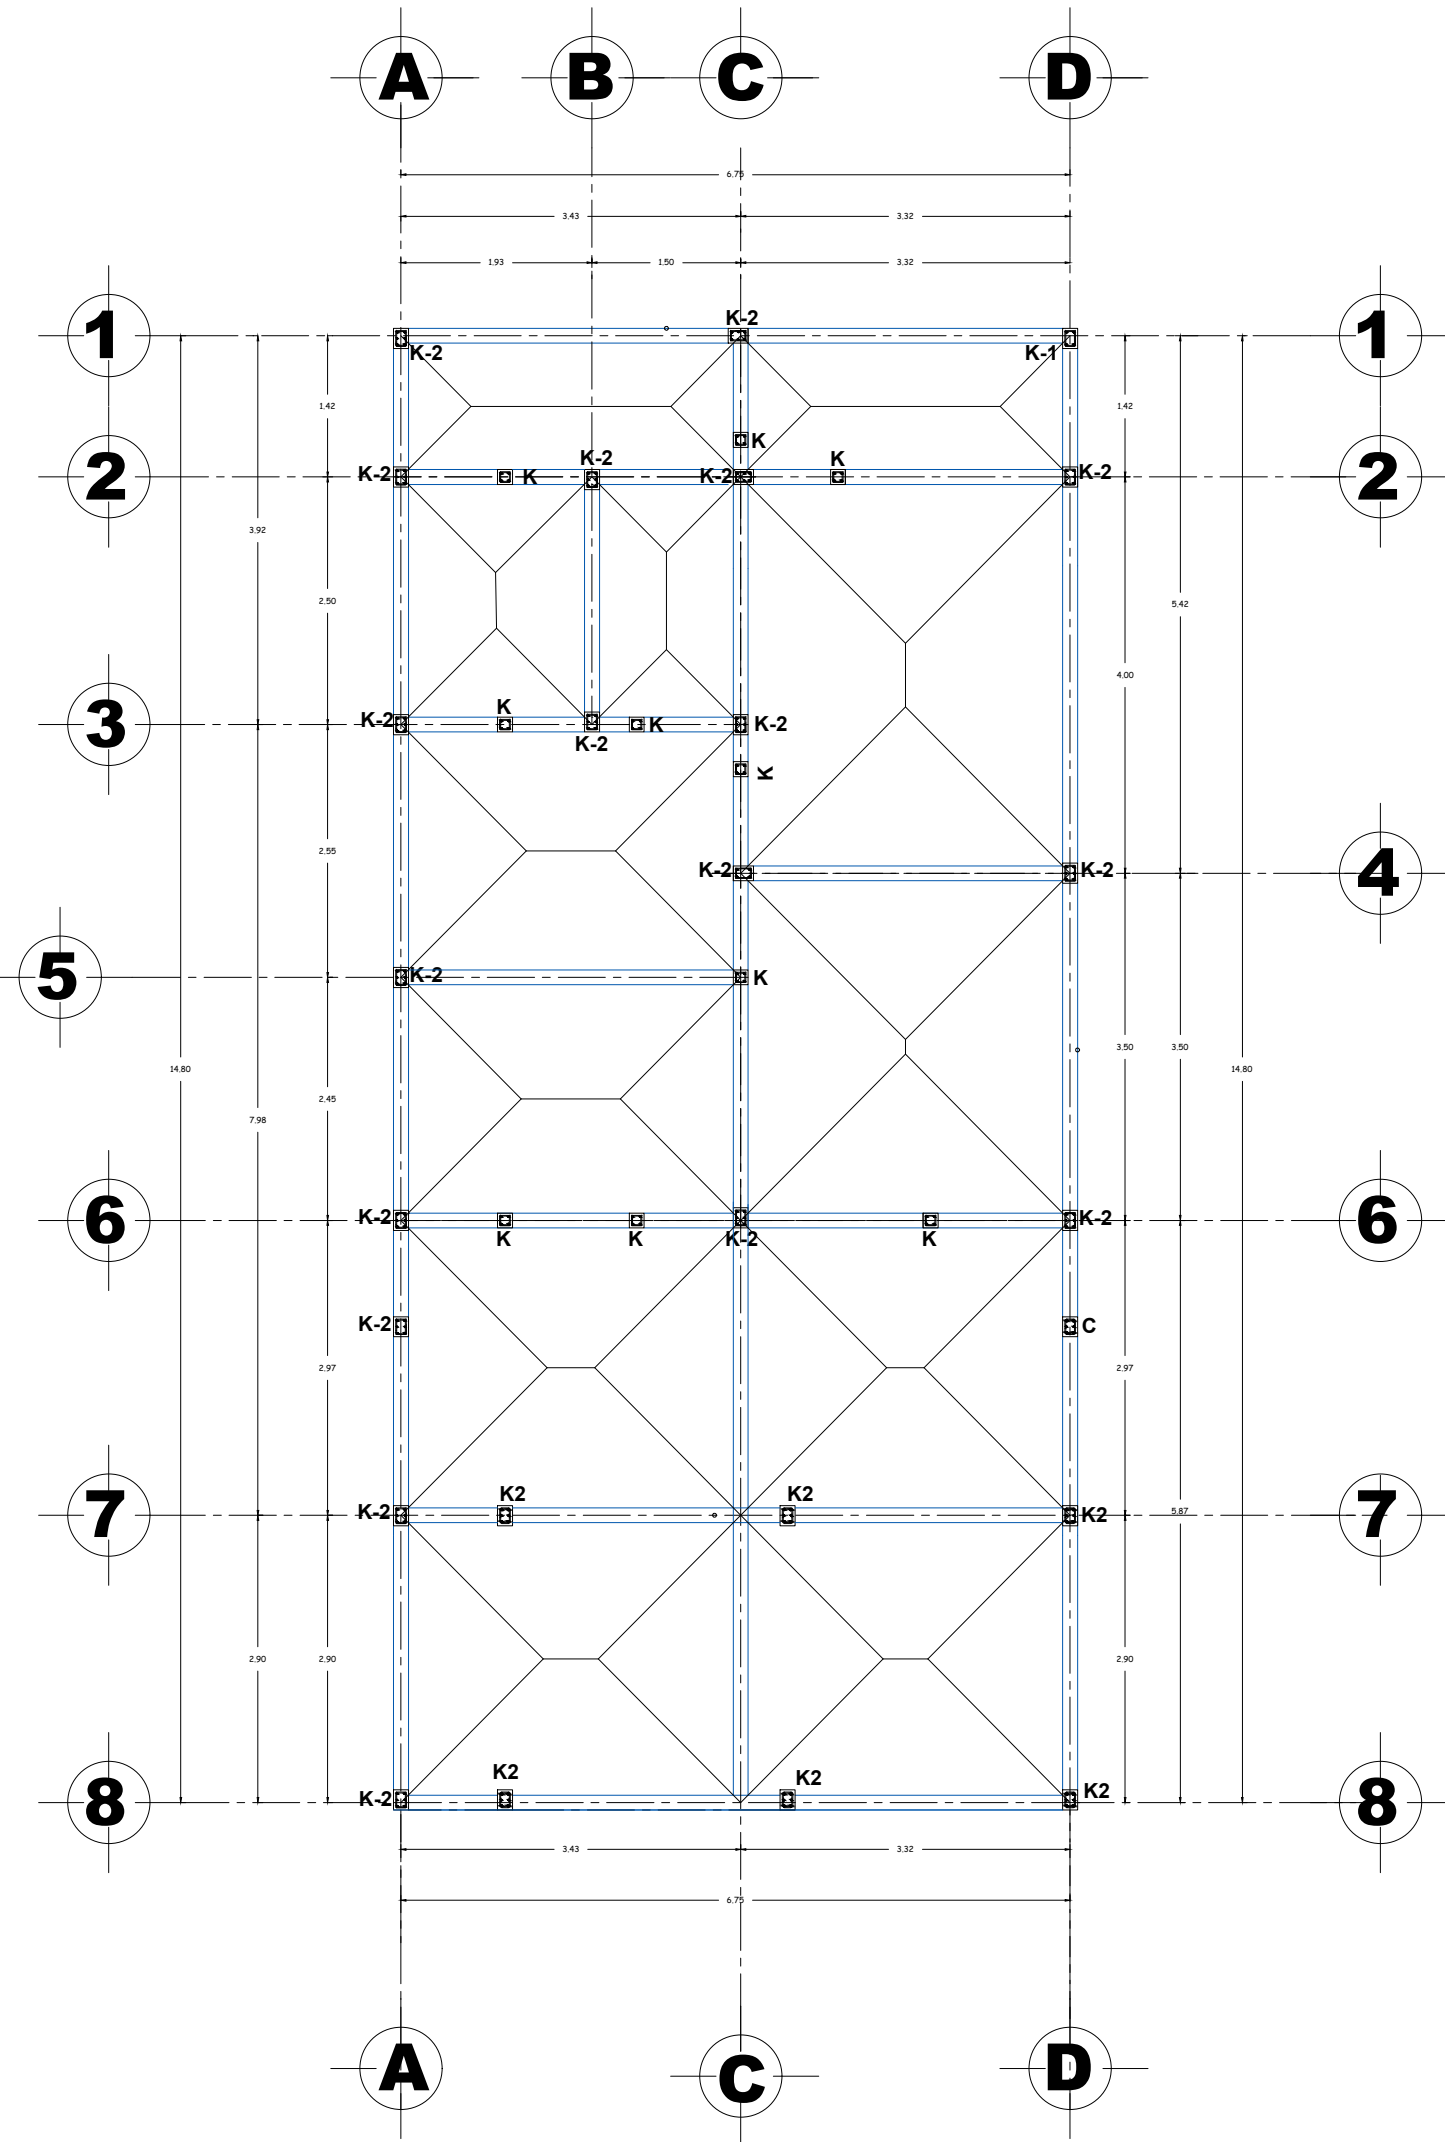 A B C D
6.75
3.43 3.32
1.93 1.50 3.32
K-2
1 1
K-2 K-1
1.42 1.42
K
K-2 K-2 K K-2
2 K K-2 2
3.92
2.50 5.42
4.00
K
K-2 K K-2
3
K-2
K
2.55
K-2 K-2 4
5 K-2 K
3.50 3.50
14.80 14.80
2.45
7.98
K-2 K-2
6 6
K K K-2 K
K-2 C
2.97 2.97
K2 K2
7 K-2 K2 5.87 7
2.90 2.90 2.90
K2 K2
K2
8 K-2 8
3.43 3.32
6.75
A C D